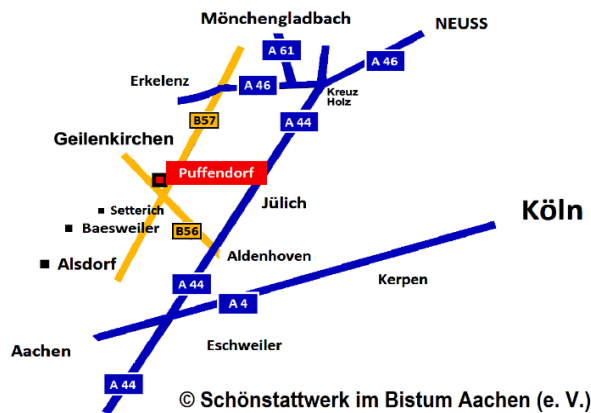 Mönchengladbach
NEUSS
A 61
A 46
Erkelenz
A 46
Kreuz
Holz
B57
A 44
Geilenkirchen
Puffendorf
Jülich
Köln
Setterich
Baesweiler
B56
Aldenhoven
Alsdorf
A 44
Kerpen
A 4
Aachen
Eschweiler
A 44
© Schönstattwerk im Bistum Aachen (e. V.)